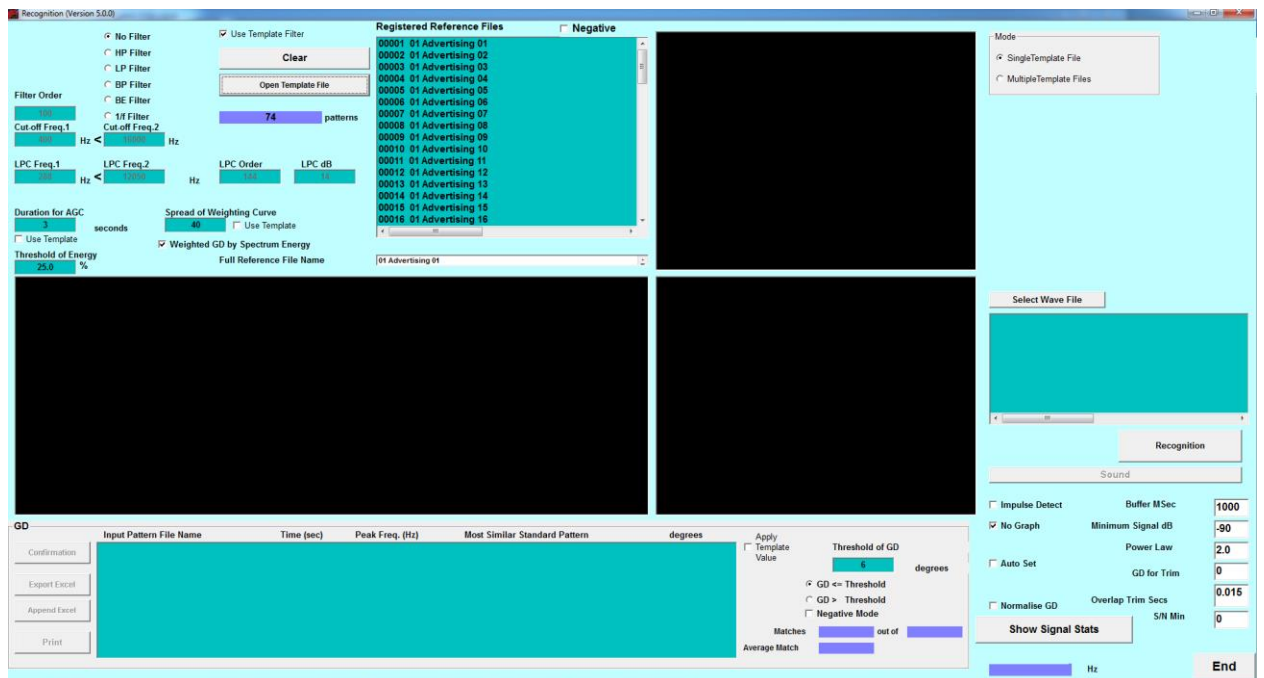 Recognition (Version 5.0.0)
No Filter
HP Filter
LP Filter
BP Filter
BE Filter
1/f Filter
Filter Order
100
Cut-off Freq.1
Cut-off Freq.2
400 Hz < 16000 Hz
LPC Freq.1
LPC Freq.2
LPC Order
LPC dB
Hz < 12050 Hz
14
Duration for AGC
3 seconds
Use Template
Spread of Weighting Curve
40
Use Template
Weighted GD by Spectrum Energy
Threshold of Energy
25.0 %
Use Template Filter
Clear
Open Template File
74 patterns
Full Reference File Name
01 Advertising 01
Registered Reference Files
Negative
00001 01 Advertising 01
00002 01 Advertising 02
00003 01 Advertising 03
00004 01 Advertising 04
00005 01 Advertising 05
00006 01 Advertising 06
00007 01 Advertising 07
00008 01 Advertising 08
00009 01 Advertising 09
00010 01 Advertising 10
00011 01 Advertising 11
00012 01 Advertising 12
00013 01 Advertising 13
00014 01 Advertising 14
00015 01 Advertising 15
00016 01 Advertising 16
Mode
SingleTemplate File
MultipleTemplate Files
Select Wave File
Recognition
Sound
Impulse Detect
Buffer MSec 1000
No Graph
Minimum Signal dB -90
Power Law 2.0
Auto Set
GD for Trim 0
Overlap Trim Secs 0.015
Normalise GD
S/N Min 0
Show Signal Stats
Hz
End
GD
Input Pattern File Name
Time (sec)
Peak Freq. (Hz)
Most Similar Standard Pattern
degrees
Confirmation
Export Excel
Append Excel
Print
Apply
Template
Value
Threshold of GD
6 degrees
GD <= Threshold
GD > Threshold
Negative Mode
Matches out of
Average Match